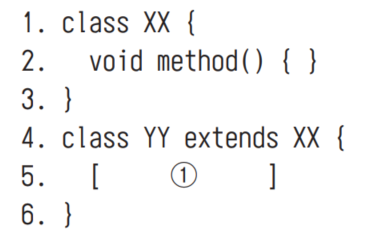 1. class XX {
2.   void method() { }
3. }
4. class YY extends XX {
5.   [      ①      ]
6. }